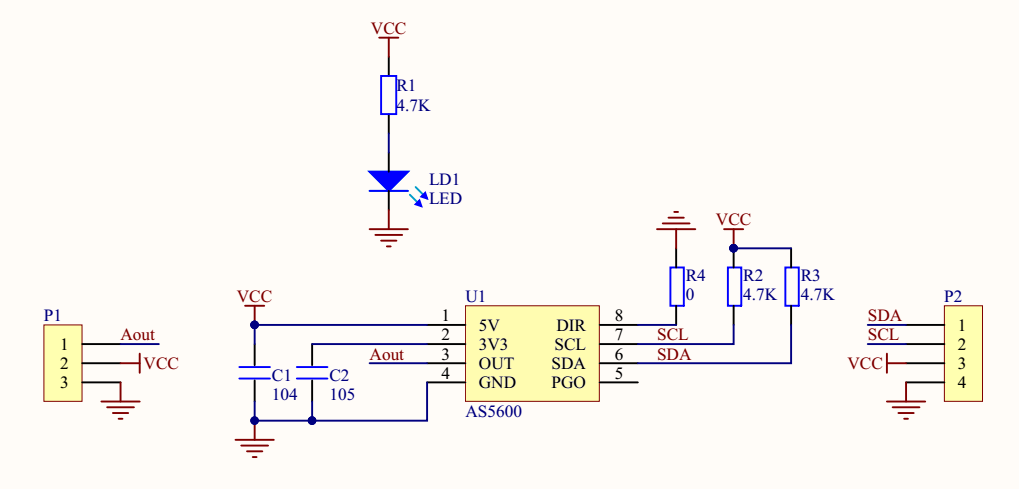 VCC
R1
4.7K
LD1
LED
VCC
R4
0
R2
4.7K
R3
4.7K
VCC
P1
1
2
3
Aout
VCC
C1
104
C2
105
U1
1
2
3
4
Aout
5V
3V3
OUT
GND
DIR
SCL
SDA
PGO
8
7
6
5
SCL
SDA
AS5600
P2
SDA
SCL
VCC
1
2
3
4